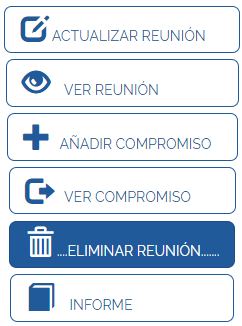 ACTUALIZAR REUNIÓN
VER REUNIÓN
AÑADIR COMPROMISO
VER COMPROMISO
....ELIMINAR REUNIÓN.......
INFORME